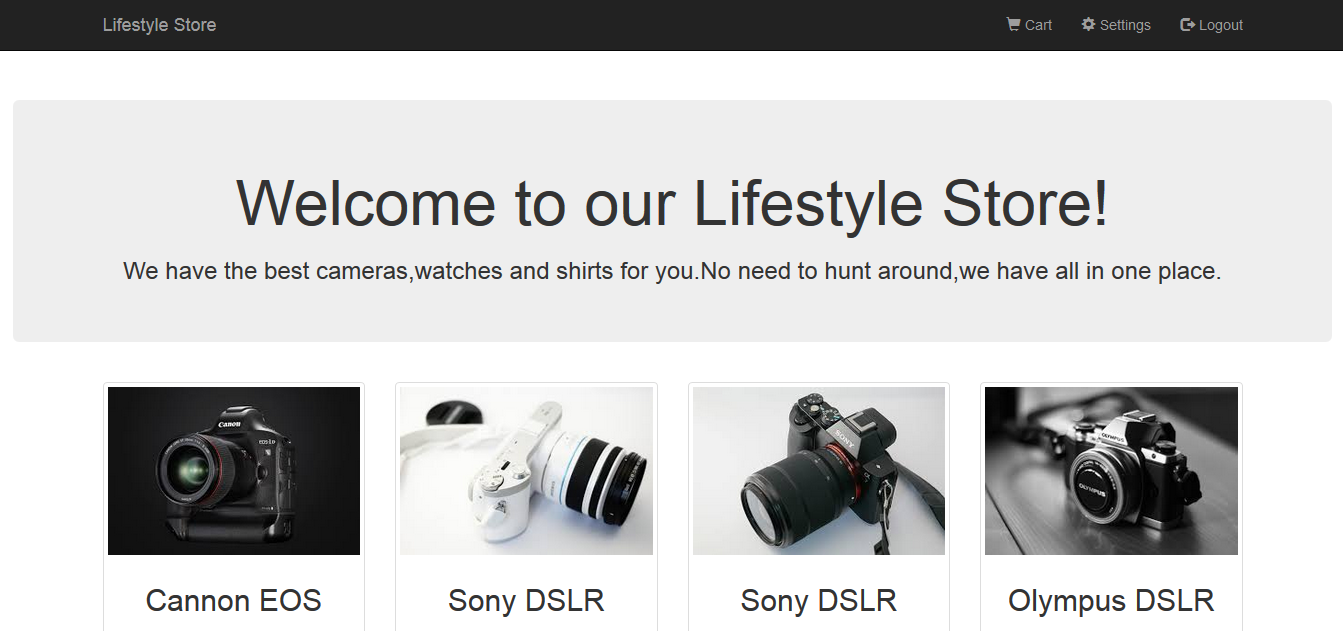 Lifestyle Store
Cart
Settings
Logout
Welcome to our Lifestyle Store!
We have the best cameras,watches and shirts for you.No need to hunt around,we have all in one place.
Canon
EOS-1D
SONY
OLYMPUS
OLYMPUS
Cannon EOS
Sony DSLR
Sony DSLR
Olympus DSLR